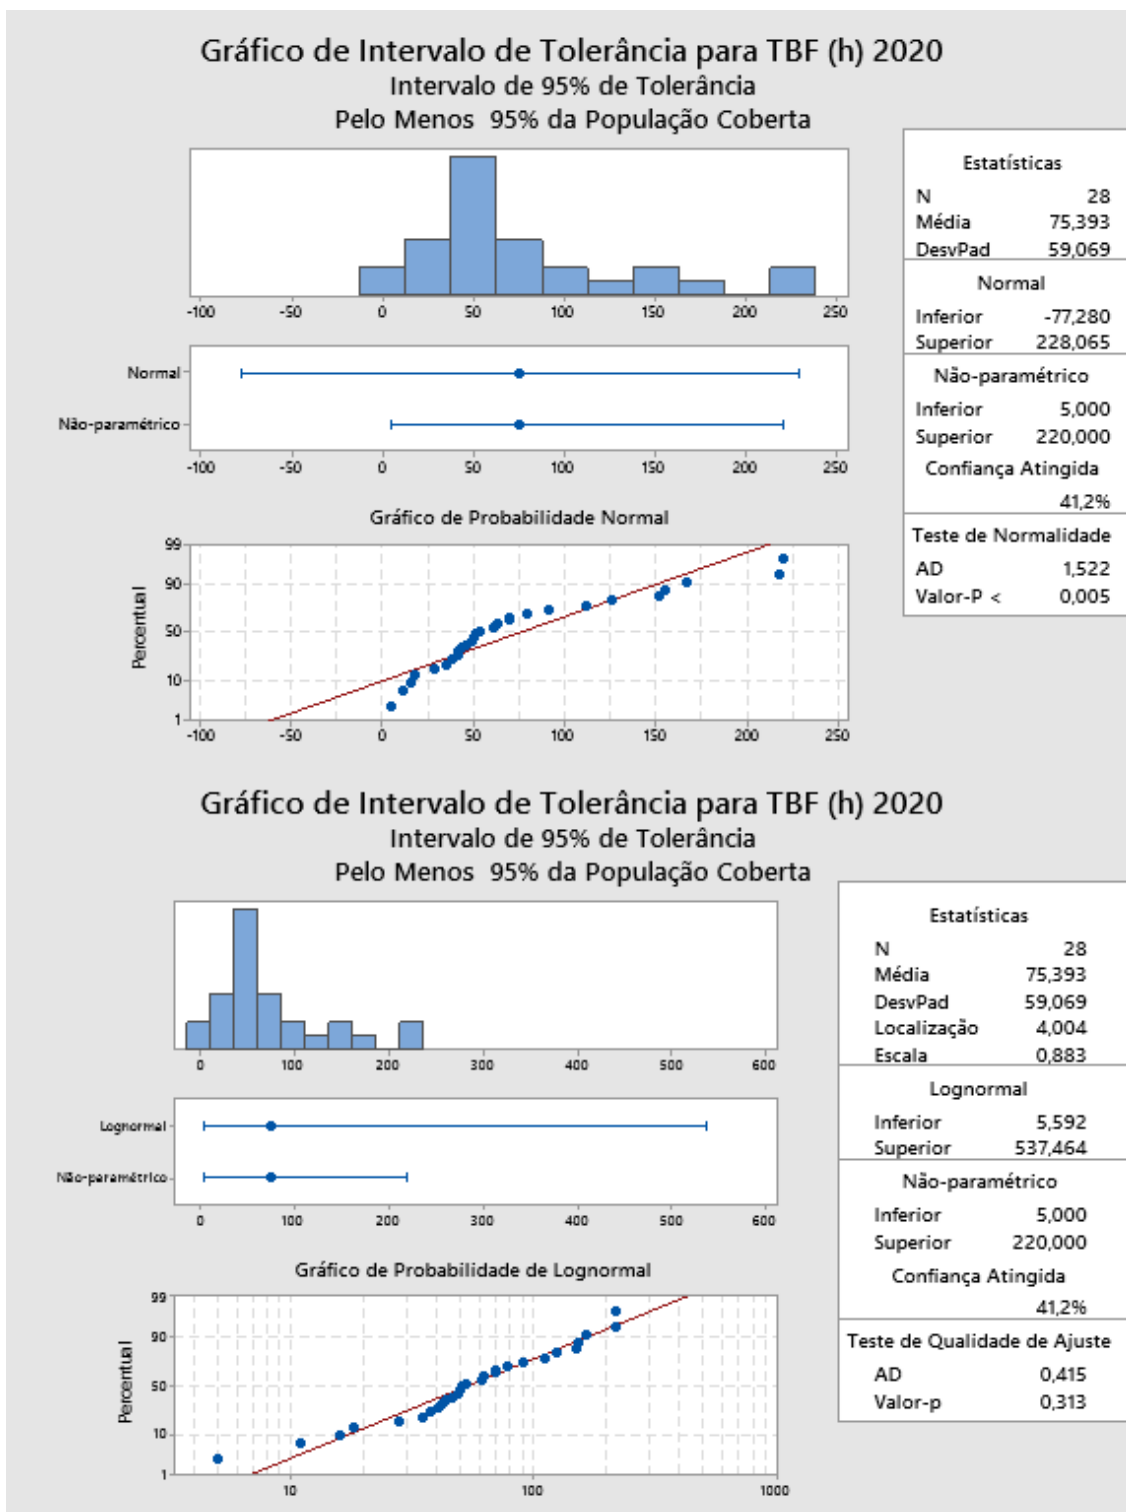 Gráfico de Intervalo de Tolerância para TBF (h) 2020
Intervalo de 95% de Tolerância
Pelo Menos 95% da População Coberta
-100 -50 0 50 100 150 200 250
Normal
Não-paramétrico
-100 -50 0 50 100 150 200 250
Gráfico de Probabilidade Normal
Percentual
99
90
50
10
1
-100 -50 0 50 100 150 200 250
Estatísticas
N 28
Média 75,393
DesvPad 59,069
Normal
Inferior -77,280
Superior 228,065
Não-paramétrico
Inferior 5,000
Superior 220,000
Confiança Atingida
41,2%
Teste de Normalidade
AD 1,522
Valor-P < 0,005
Gráfico de Intervalo de Tolerância para TBF (h) 2020
Intervalo de 95% de Tolerância
Pelo Menos 95% da População Coberta
0 100 200 300 400 500 600
Lognormal
Não-paramétrico
0 100 200 300 400 500 600
Gráfico de Probabilidade de Lognormal
Percentual
99
90
50
10
1
10 100 1000
Estatísticas
N 28
Média 75,393
DesvPad 59,069
Localização 4,004
Escala 0,883
Lognormal
Inferior 5,592
Superior 537,464
Não-paramétrico
Inferior 5,000
Superior 220,000
Confiança Atingida
41,2%
Teste de Qualidade de Ajuste
AD 0,415
Valor-p 0,313